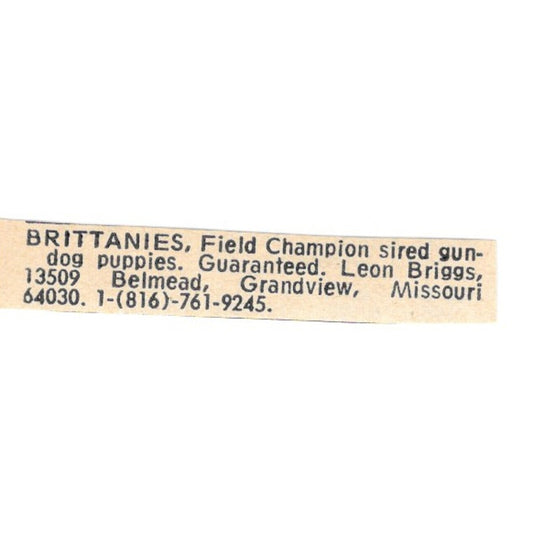 BRITTANIES, Field Champion sired gun-
dog puppies. Guaranteed. Leon Briggs,
13509 Belmead, Grandview, Missouri
64030. 1-(816)-761-9245.